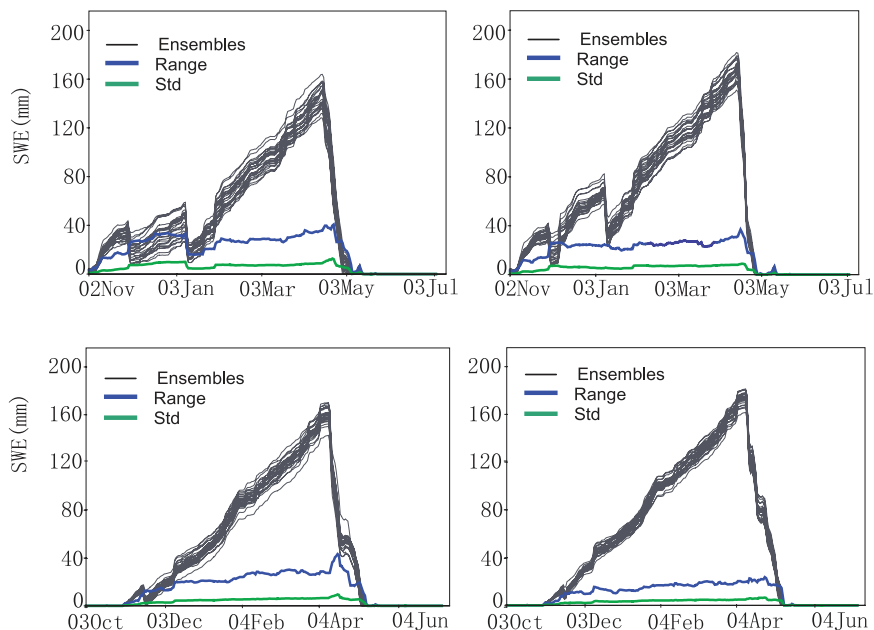 200
160
120
80
40
0
SWE(mm)
Ensembles
Range
Std
02Nov 03Jan 03Mar 03May 03Jul
200
160
120
80
40
0
Ensembles
Range
Std
02Nov 03Jan 03Mar 03May 03Jul
200
160
120
80
40
0
SWE(mm)
Ensembles
Range
Std
03Oct 03Dec 04Feb 04Apr 04Jun
200
160
120
80
40
0
Ensembles
Range
Std
03Oct 03Dec 04Feb 04Apr 04Jun